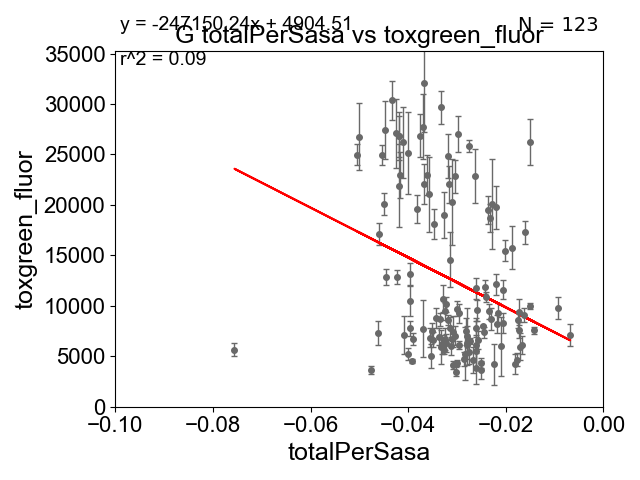 y = -247150.24x + 4904.51
N = 123
G totalPerSasa vs toxgreen_fluor
r^2 = 0.09
35000
30000
25000
20000
15000
10000
5000
0
toxgreen_fluor
−0.10 −0.08 −0.06 −0.04 −0.02 0.00
totalPerSasa